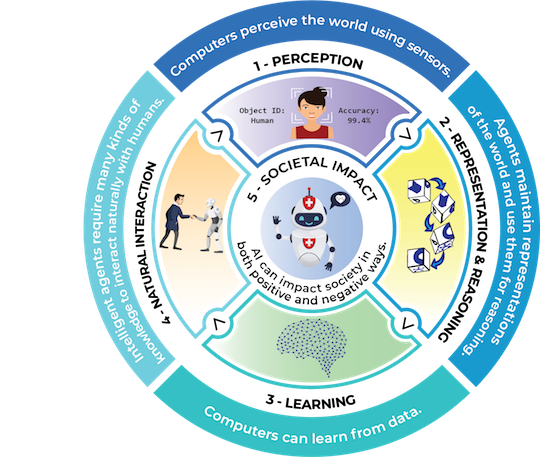 Computers perceive the world using sensors.
1 - PERCEPTION
Object ID:
Human
Accuracy:
99.4%
2 - REPRESENTATION & REASONING
Agents maintain representations
of the world and use them for reasoning.
3 - LEARNING
Computers can learn from data.
4 - NATURAL INTERACTION
Intelligent agents require many kinds of
knowledge to interact naturally with humans.
5 - SOCIETAL IMPACT
AI can impact society in
both positive and negative ways.